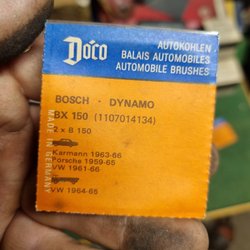 Doco
AUTOKOHLEN
BALAIS AUTOMOBILES
AUTOMOBILE BRUSHES
BOSCH · DYNAMO
BX 150 (1107014134)
2 x B 150
Karmann 1963-66
Porsche 1959-65
VW 1961-66
VW 1964-65
MADE IN GERMANY